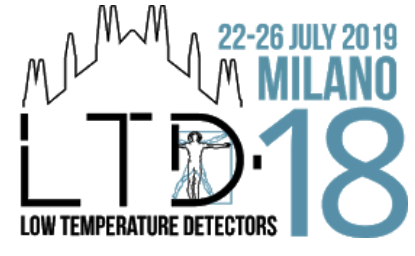 22-26 JULY 2019
MILANO
LTD·18
LOW TEMPERATURE DETECTORS